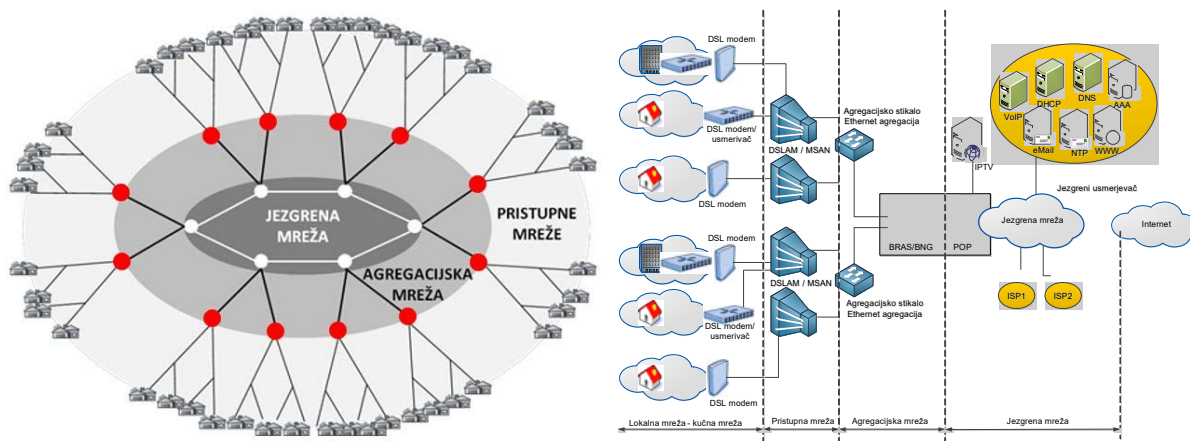 JEZGRENA
MREŽA
PRISTUPNE
MREŽE
AGREGACIJSKA
MREŽA
DSL modem
DSL modem/
usmerivač
DSL modem
DSL modem
DSL modem/
usmerivač
DSL modem
DSLAM / MSAN
DSLAM / MSAN
Agregacijsko stikalo
Ethernet agregacija
Agregacijsko stikalo
Ethernet agregacija
BRAS/BNG
POP
IPTV
VoIP
DHCP
DNS
AAA
eMail
NTP
WWW
Jezgreni usmerjevač
Jezgrena mreža
Internet
ISP1
ISP2
Lokalna mreža - kučna mreža
Pristupna mreža
Agregacijska mreža
Jezgrena mreža